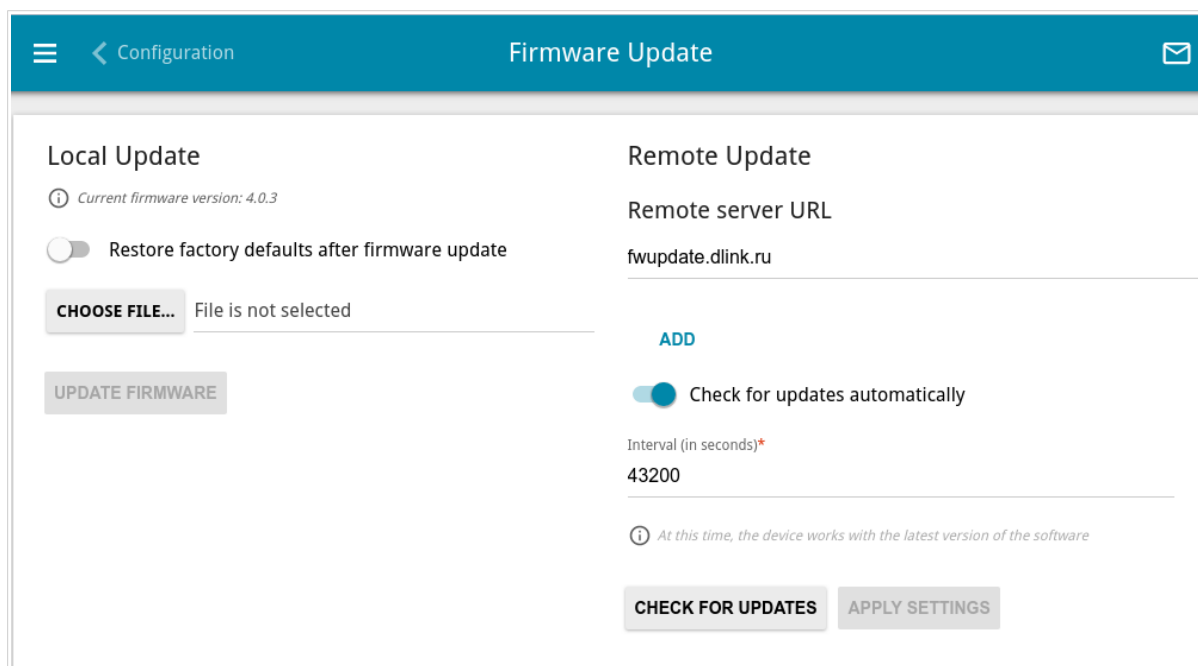 Configuration
Firmware Update
Local Update
Current firmware version: 4.0.3
Restore factory defaults after firmware update
CHOOSE FILE... File is not selected
UPDATE FIRMWARE
Remote Update
Remote server URL
fwupdate.dlink.ru
ADD
Check for updates automatically
Interval (in seconds)*
43200
At this time, the device works with the latest version of the software
CHECK FOR UPDATES APPLY SETTINGS